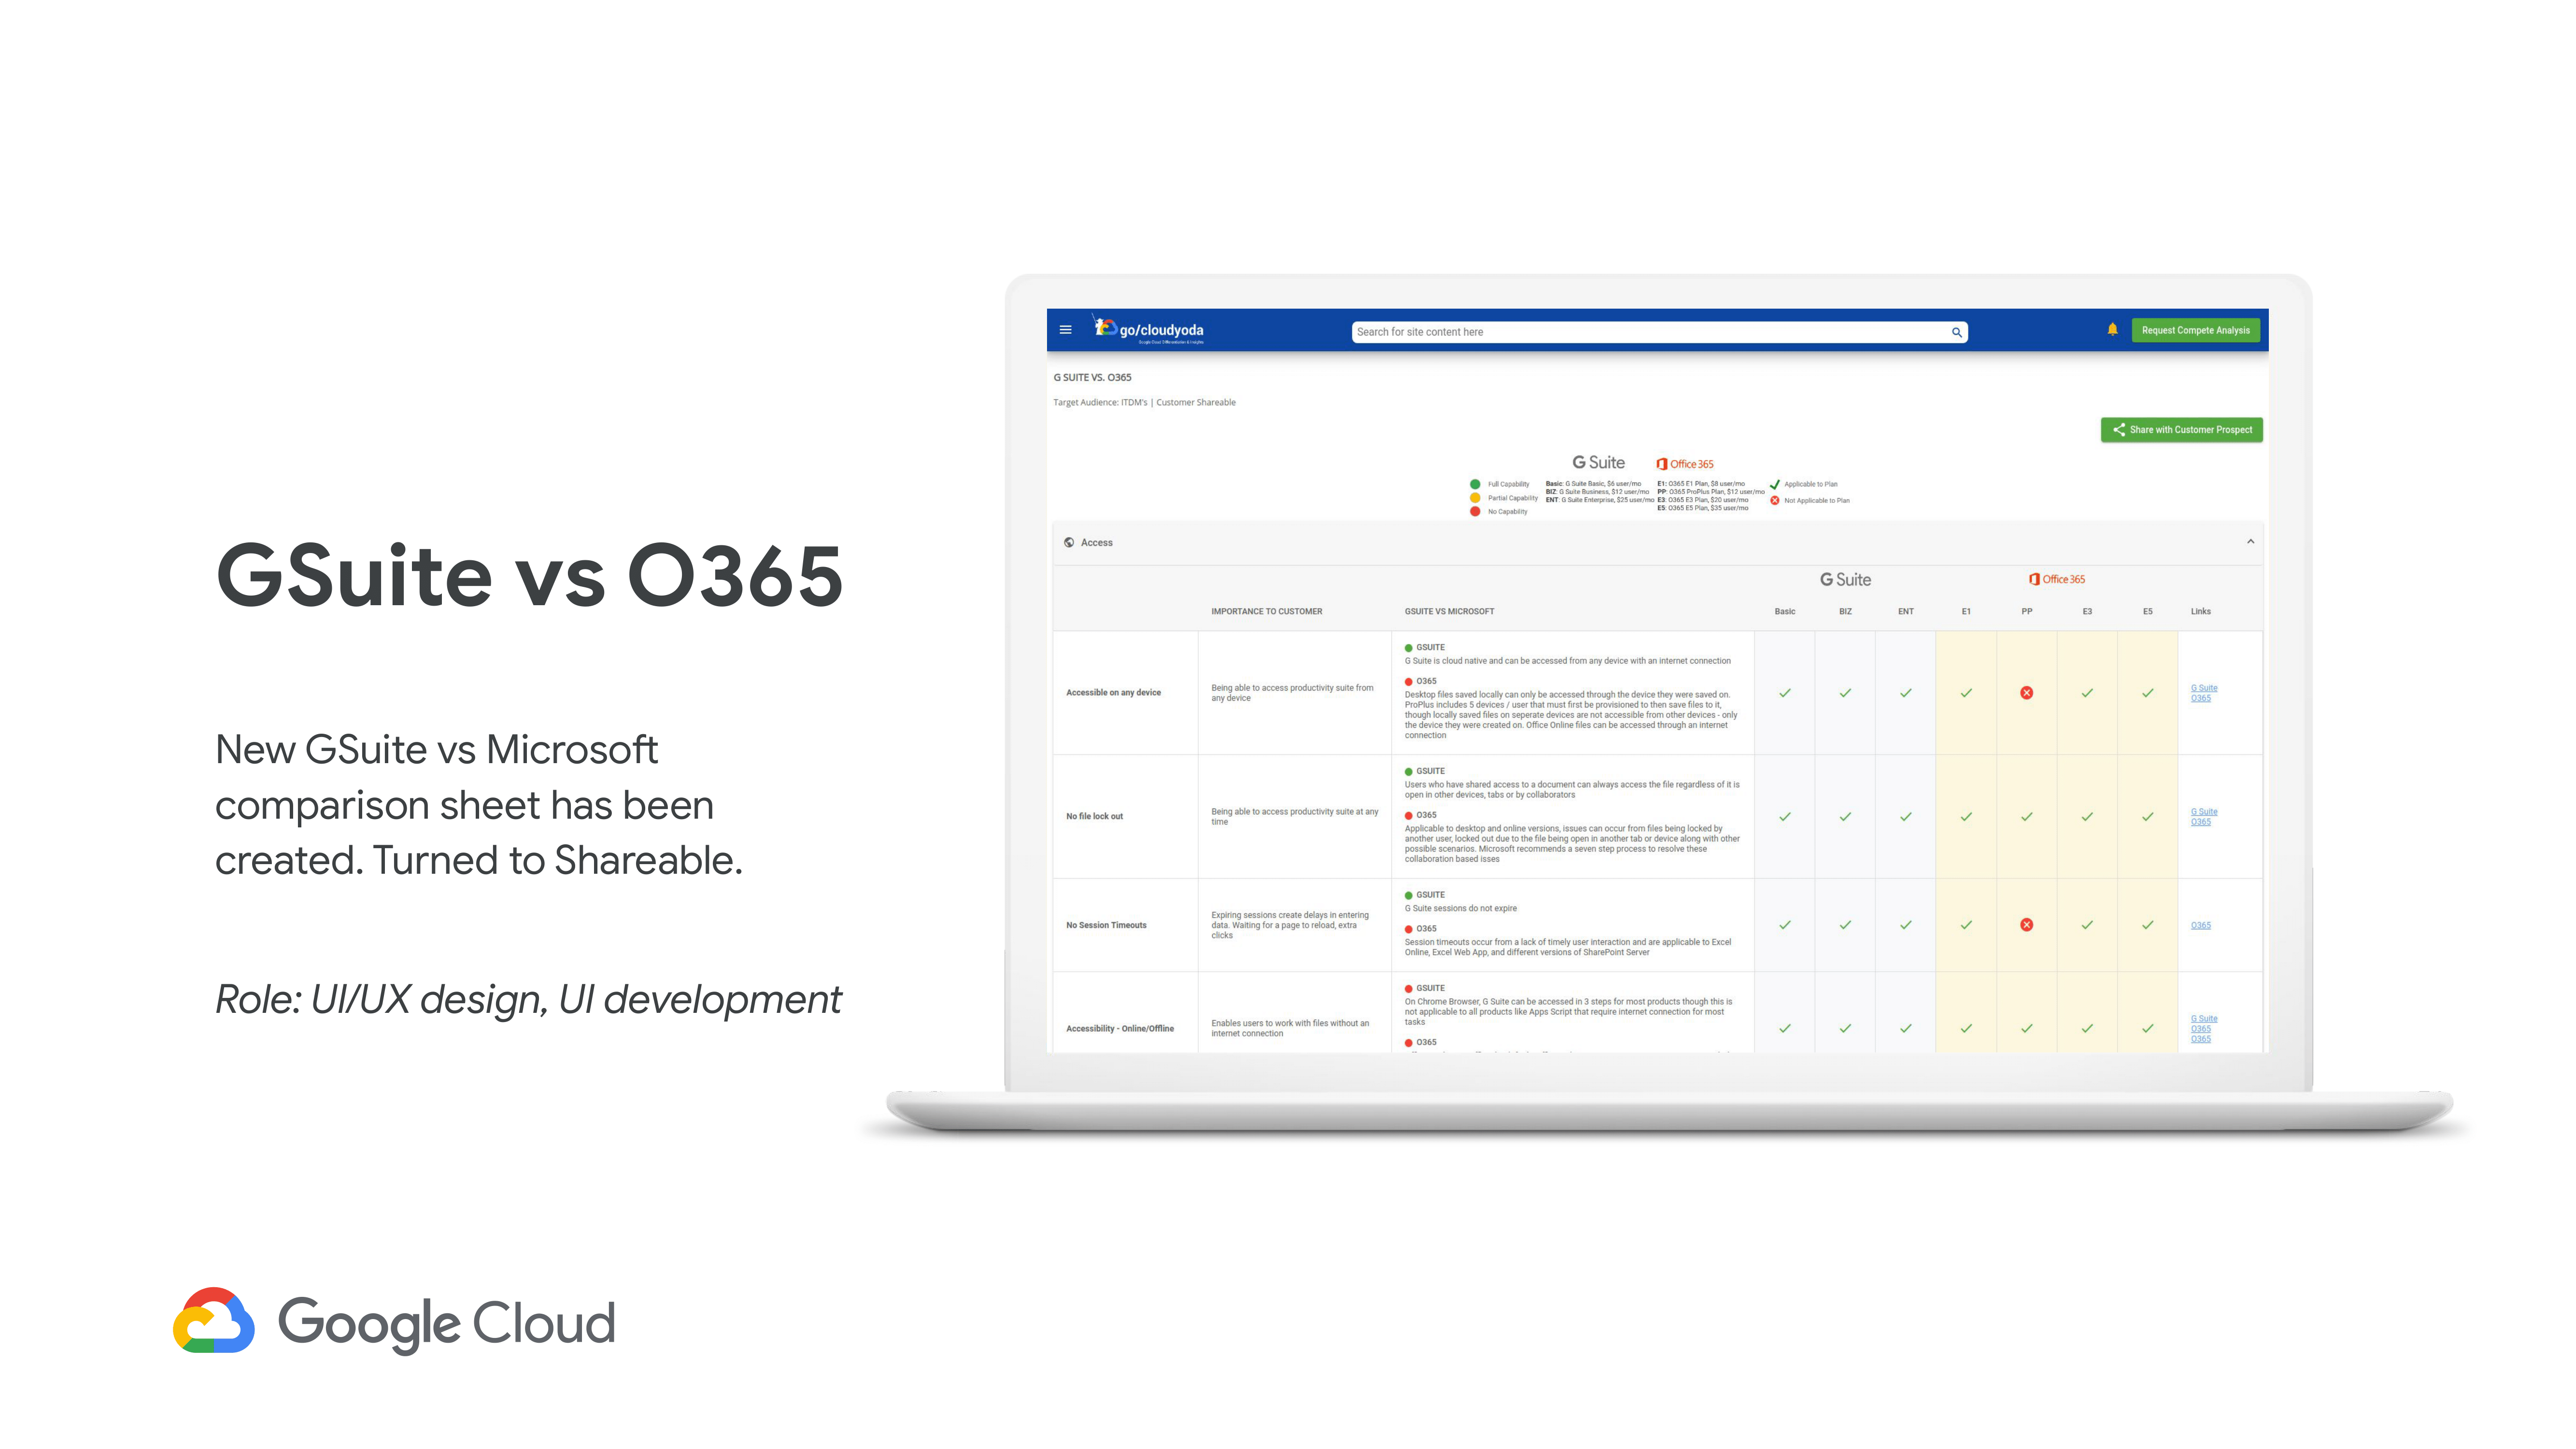 GSuite vs O365
New GSuite vs Microsoft
comparison sheet has been
created. Turned to Shareable.
Role: UI/UX design, UI development
Google Cloud
go/cloudyoda
Google Cloud Differentiation & Insights
Search for site content here
Request Compete Analysis
G SUITE VS. O365
Target Audience: ITDM's | Customer Shareable
Share with Customer Prospect
G Suite
Office 365
Full Capability
Partial Capability
No Capability
Basic: G Suite Basic, $6 user/mo
BIZ: G Suite Business, $12 user/mo
ENT: G Suite Enterprise, $25 user/mo
E1: O365 E1 Plan, $8 user/mo
PP: O365 ProPlus Plan, $12 user/mo
E3: O365 E3 Plan, $20 user/mo
E5: O365 E5 Plan, $35 user/mo
Applicable to Plan
Not Applicable to Plan
Access
G Suite
Office 365
IMPORTANCE TO CUSTOMER
GSUITE VS MICROSOFT
Basic
BIZ
ENT
E1
PP
E3
E5
Links
Accessible on any device
Being able to access productivity suite from
any device
GSUITE
G Suite is cloud native and can be accessed from any device with an internet connection
O365
Desktop files saved locally can only be accessed through the device they were saved on.
ProPlus includes 5 devices / user that must first be provisioned to then save files to it,
though locally saved files on seperate devices are not accessible from other devices - only
the device they were created on. Office Online files can be accessed through an internet
connection
G Suite
O365
No file lock out
Being able to access productivity suite at any
time
GSUITE
Users who have shared access to a document can always access the file regardless of it is
open in other devices, tabs or by collaborators
O365
Applicable to desktop and online versions, issues can occur from files being locked by
another user, locked out due to the file being open in another tab or device along with other
possible scenarios. Microsoft recommends a seven step process to resolve these
collaboration based isses
G Suite
O365
No Session Timeouts
Expiring sessions create delays in entering
data. Waiting for a page to reload, extra
clicks
GSUITE
G Suite sessions do not expire
O365
Session timeouts occur from a lack of timely user interaction and are applicable to Excel
Online, Excel Web App, and different versions of SharePoint Server
O365
Accessibility - Online/Offline
Enables users to work with files without an
internet connection
GSUITE
On Chrome Browser, G Suite can be accessed in 3 steps for most products though this is
not applicable to all products like Apps Script that require internet connection for most
tasks
O365
G Suite
O365
O365